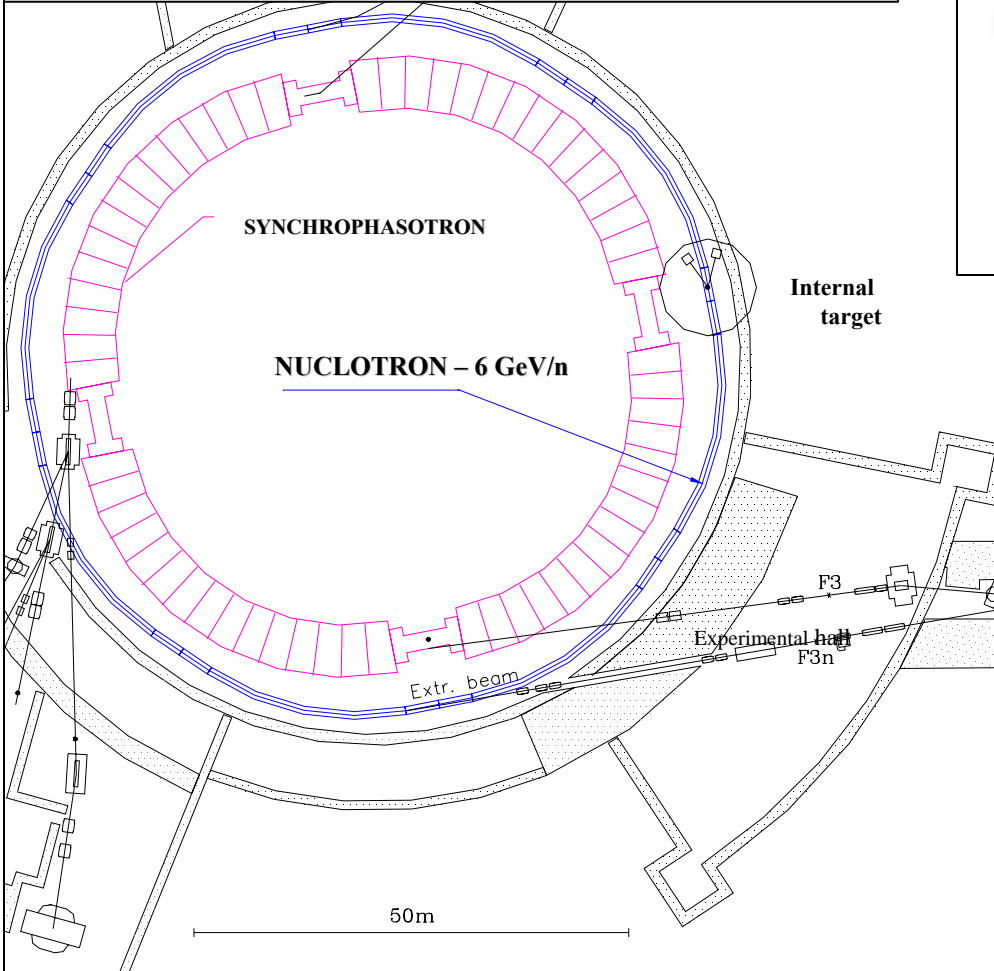 SYNCHROPHASOTRON
Internal
target
NUCLOTRON – 6 GeV/n
F3
Experimental hall
F3n
Extr. beam
50m